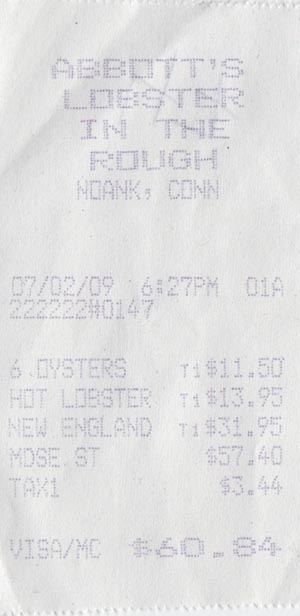 ABBOTT'S
LOBSTER
IN THE
ROUGH
NOANK, CONN
07/02/09 6:27PM 01A
222222#0147
6 OYSTERS T1$11.50
HOT LOBSTER T1$13.95
NEW ENGLAND T1$31.95
MDSE ST $57.40
TAX1 $3.44
VISA/MC $60.84